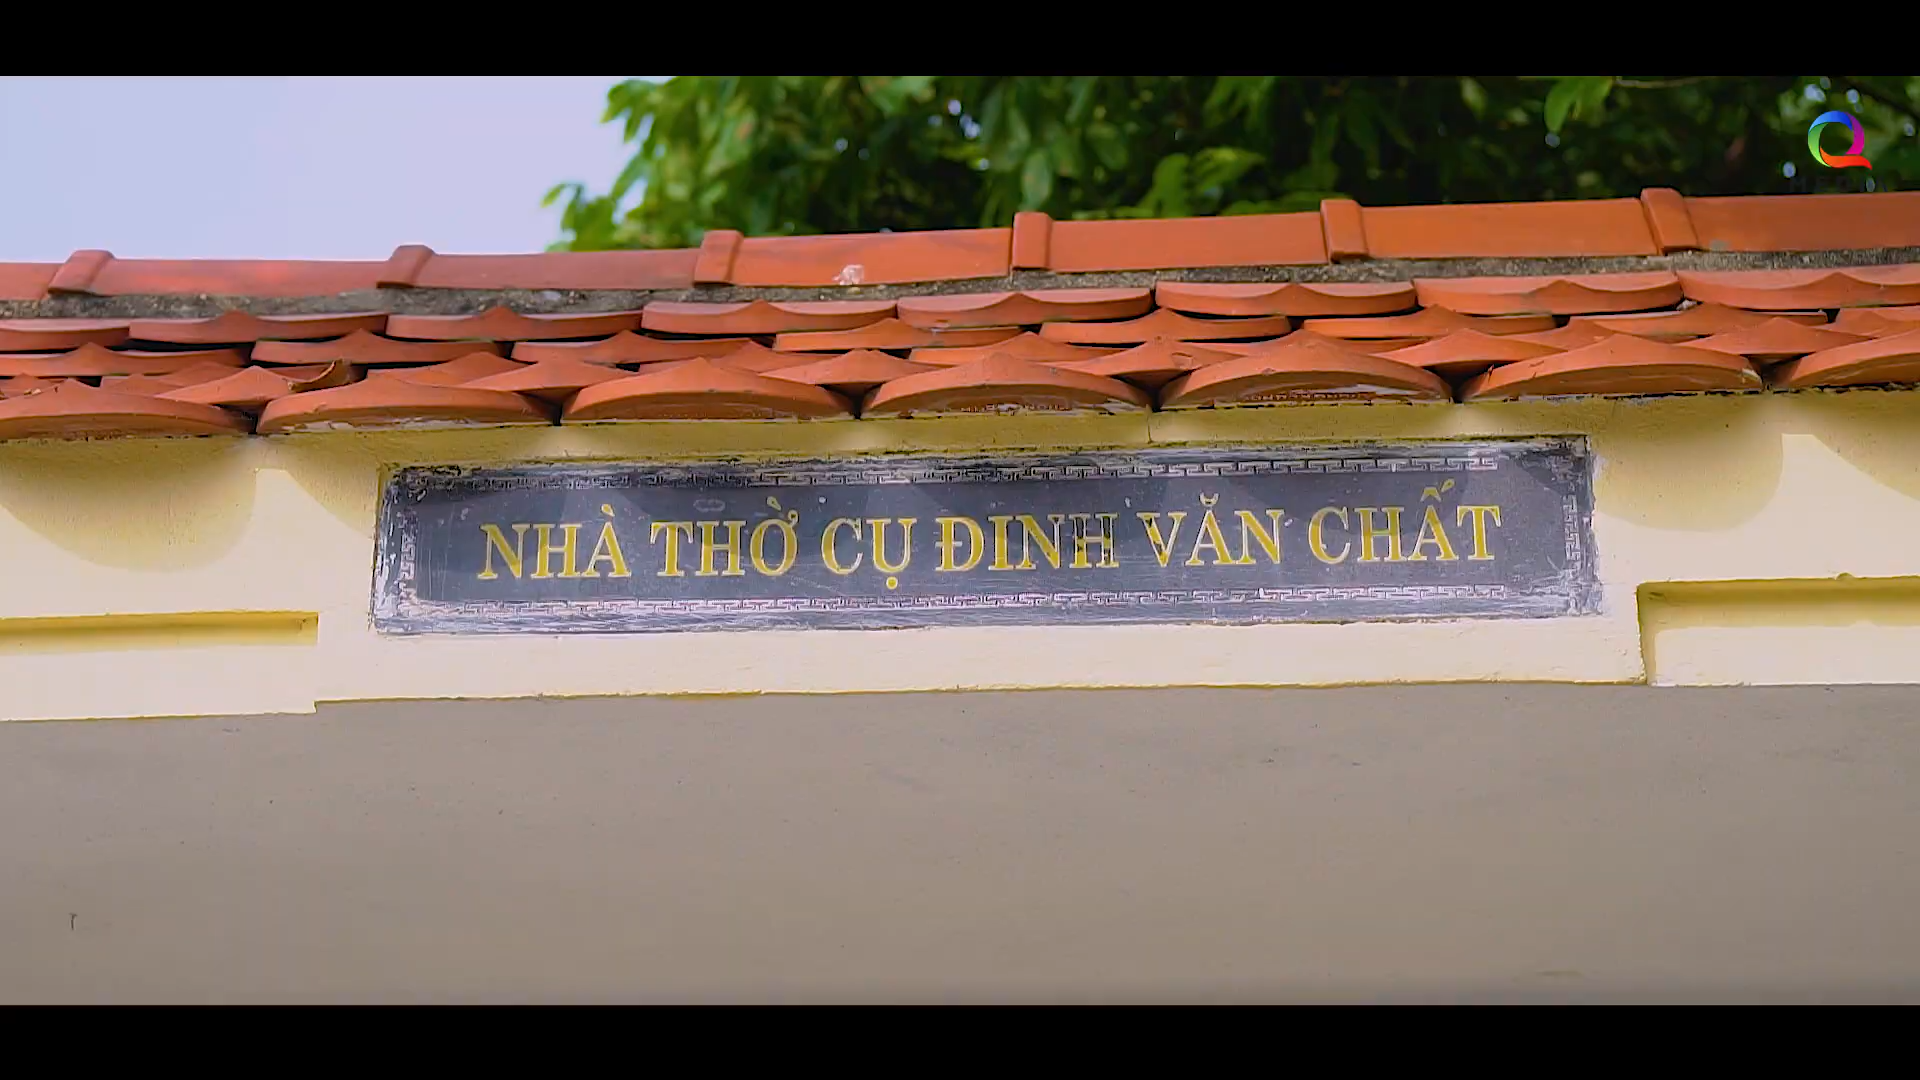 NHÀ THỜ CỤ ĐINH VĂN CHẤT